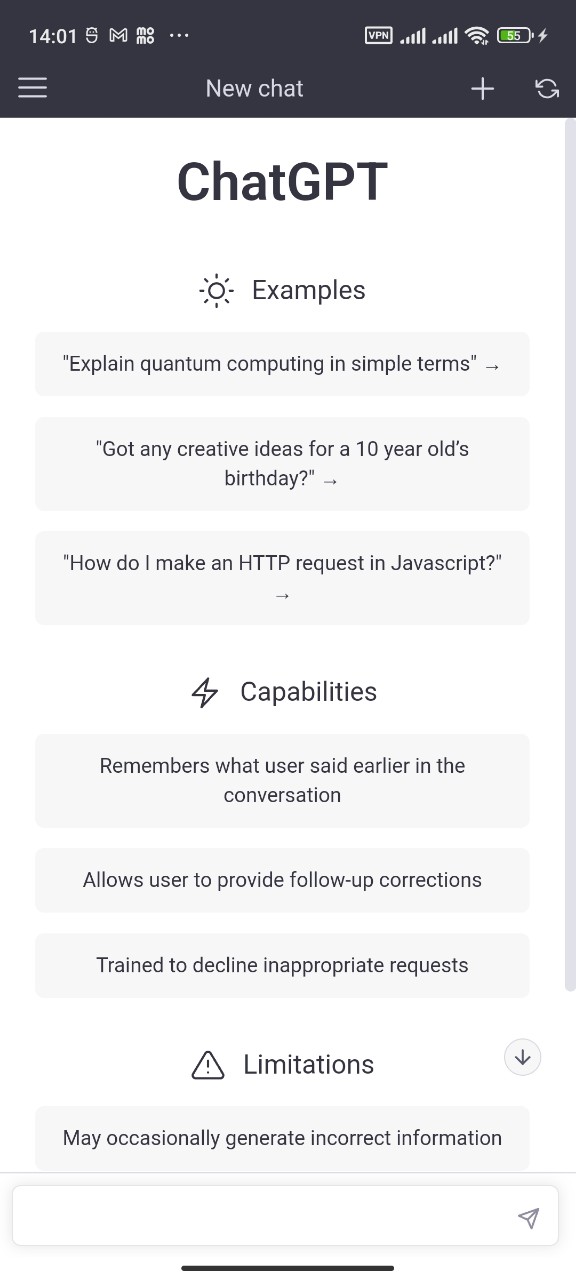 14:01 ... VPN 55
New chat
ChatGPT
Examples
"Explain quantum computing in simple terms" →
"Got any creative ideas for a 10 year old’s
birthday?" →
"How do I make an HTTP request in Javascript?"
→
Capabilities
Remembers what user said earlier in the
conversation
Allows user to provide follow-up corrections
Trained to decline inappropriate requests
Limitations
May occasionally generate incorrect information